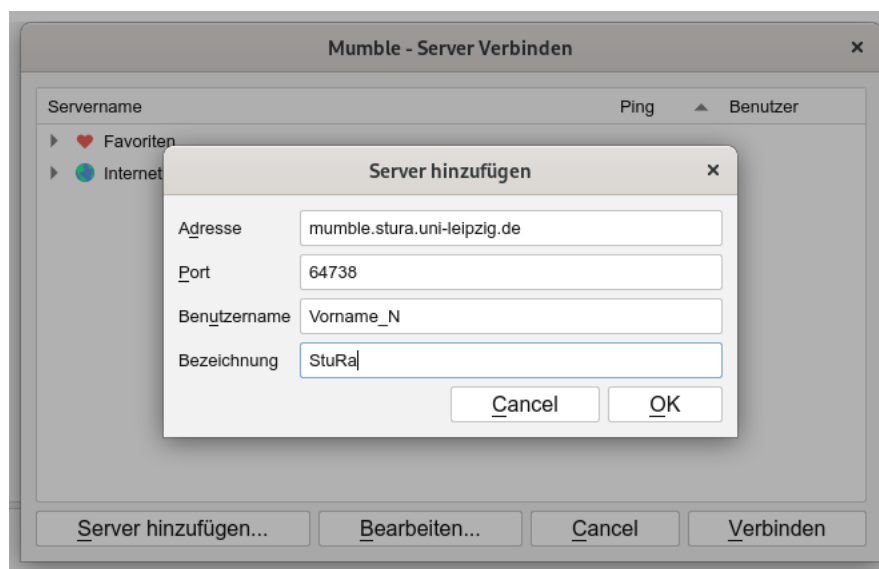 Mumble - Server Verbinden
Servername Ping Benutzer
Favoriten
Internet
Server hinzufügen
Adresse mumble.stura.uni-leipzig.de
Port 64738
Benutzername Vorname_N
Bezeichnung StuRa
Cancel OK
Server hinzufügen... Bearbeiten... Cancel Verbinden